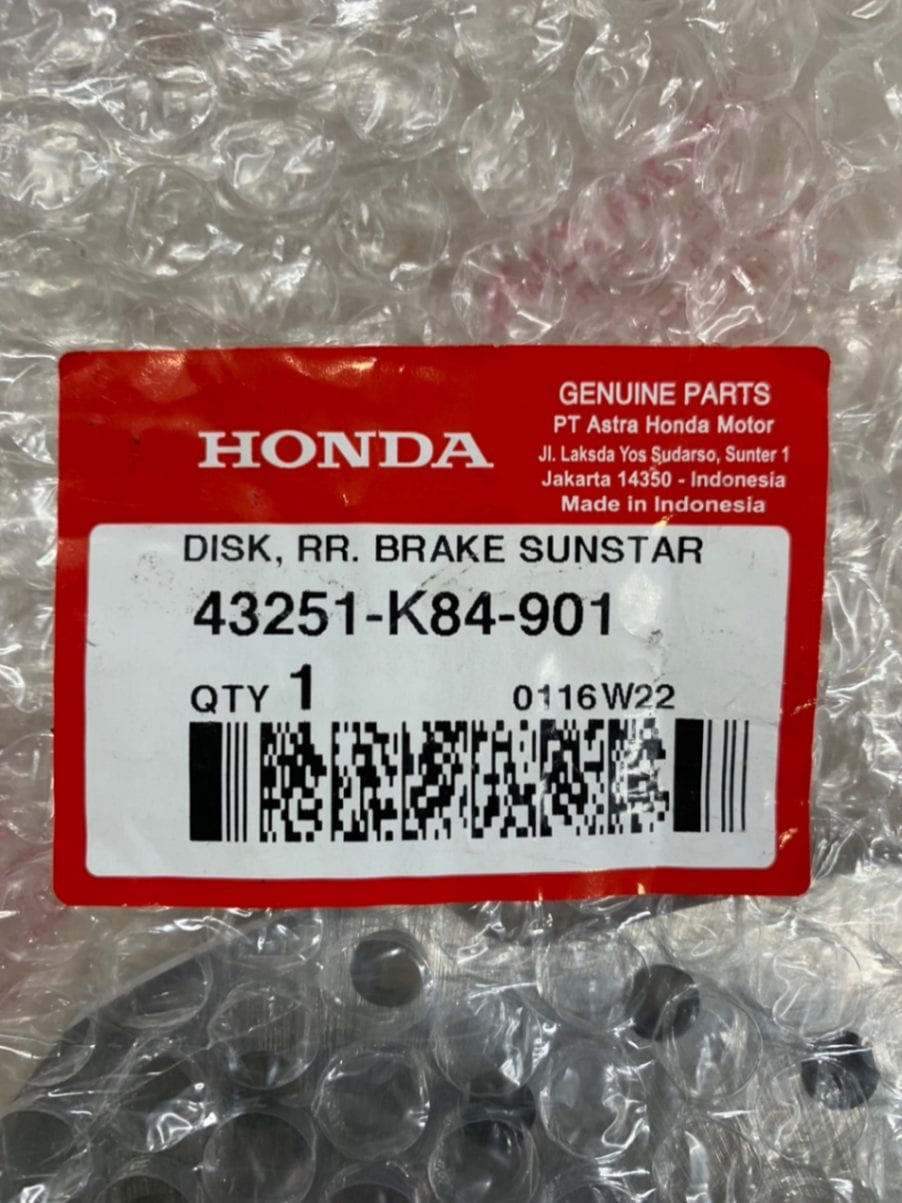 HONDA
GENUINE PARTS
PT Astra Honda Motor
Jl. Laksda Yos Sudarso, Sunter 1
Jakarta 14350 - Indonesia
Made in Indonesia
DISK, RR. BRAKE SUNSTAR
43251-K84-901
QTY 1
0116W22